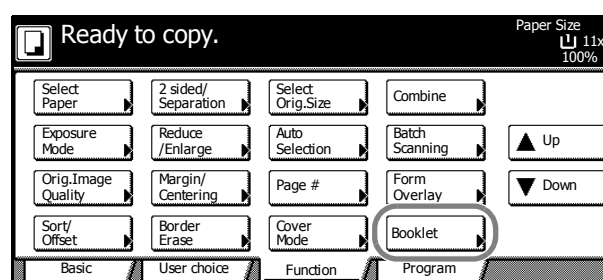 Ready to copy.
Paper Size
11x
100%
Select
Paper
2 sided/
Separation
Select
Orig.Size
Combine
Exposure
Mode
Reduce
/Enlarge
Auto
Selection
Batch
Scanning
Up
Orig.Image
Quality
Margin/
Centering
Page #
Form
Overlay
Down
Sort/
Offset
Border
Erase
Cover
Mode
Booklet
Basic
User choice
Function
Program